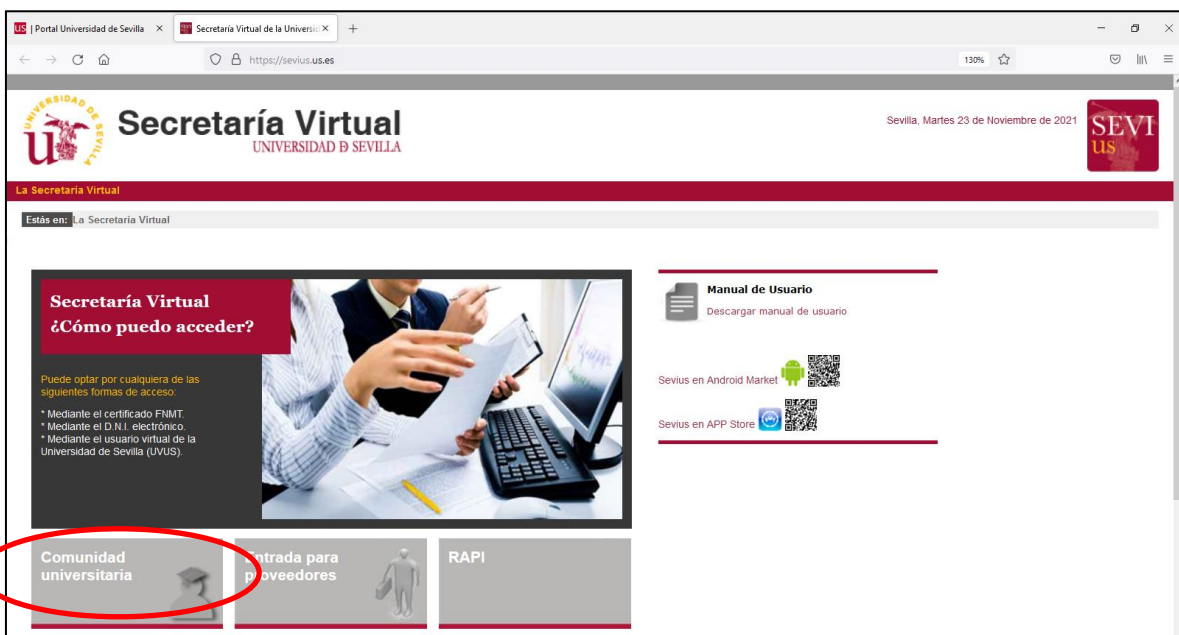 US | Portal Universidad de Sevilla
Secretaría Virtual de la Universi
https://sevius.us.es
130%
UNIVERSIDAD DE SEVILLA
Secretaría Virtual
UNIVERSIDAD Đ SEVILLA
Sevilla, Martes 23 de Noviembre de 2021
SEVI
us
La Secretaría Virtual
Estás en: La Secretaria Virtual
Secretaría Virtual
¿Cómo puedo acceder?
Puede optar por cualquiera de las
siguientes formas de acceso:
* Mediante el certificado FNMT.
* Mediante el D.N.I. electrónico.
* Mediante el usuario virtual de la
Universidad de Sevilla (UVUS).
Manual de Usuario
Descargar manual de usuario
Sevius en Android Market
Sevius en APP Store
Comunidad
universitaria
Entrada para
proveedores
RAPI